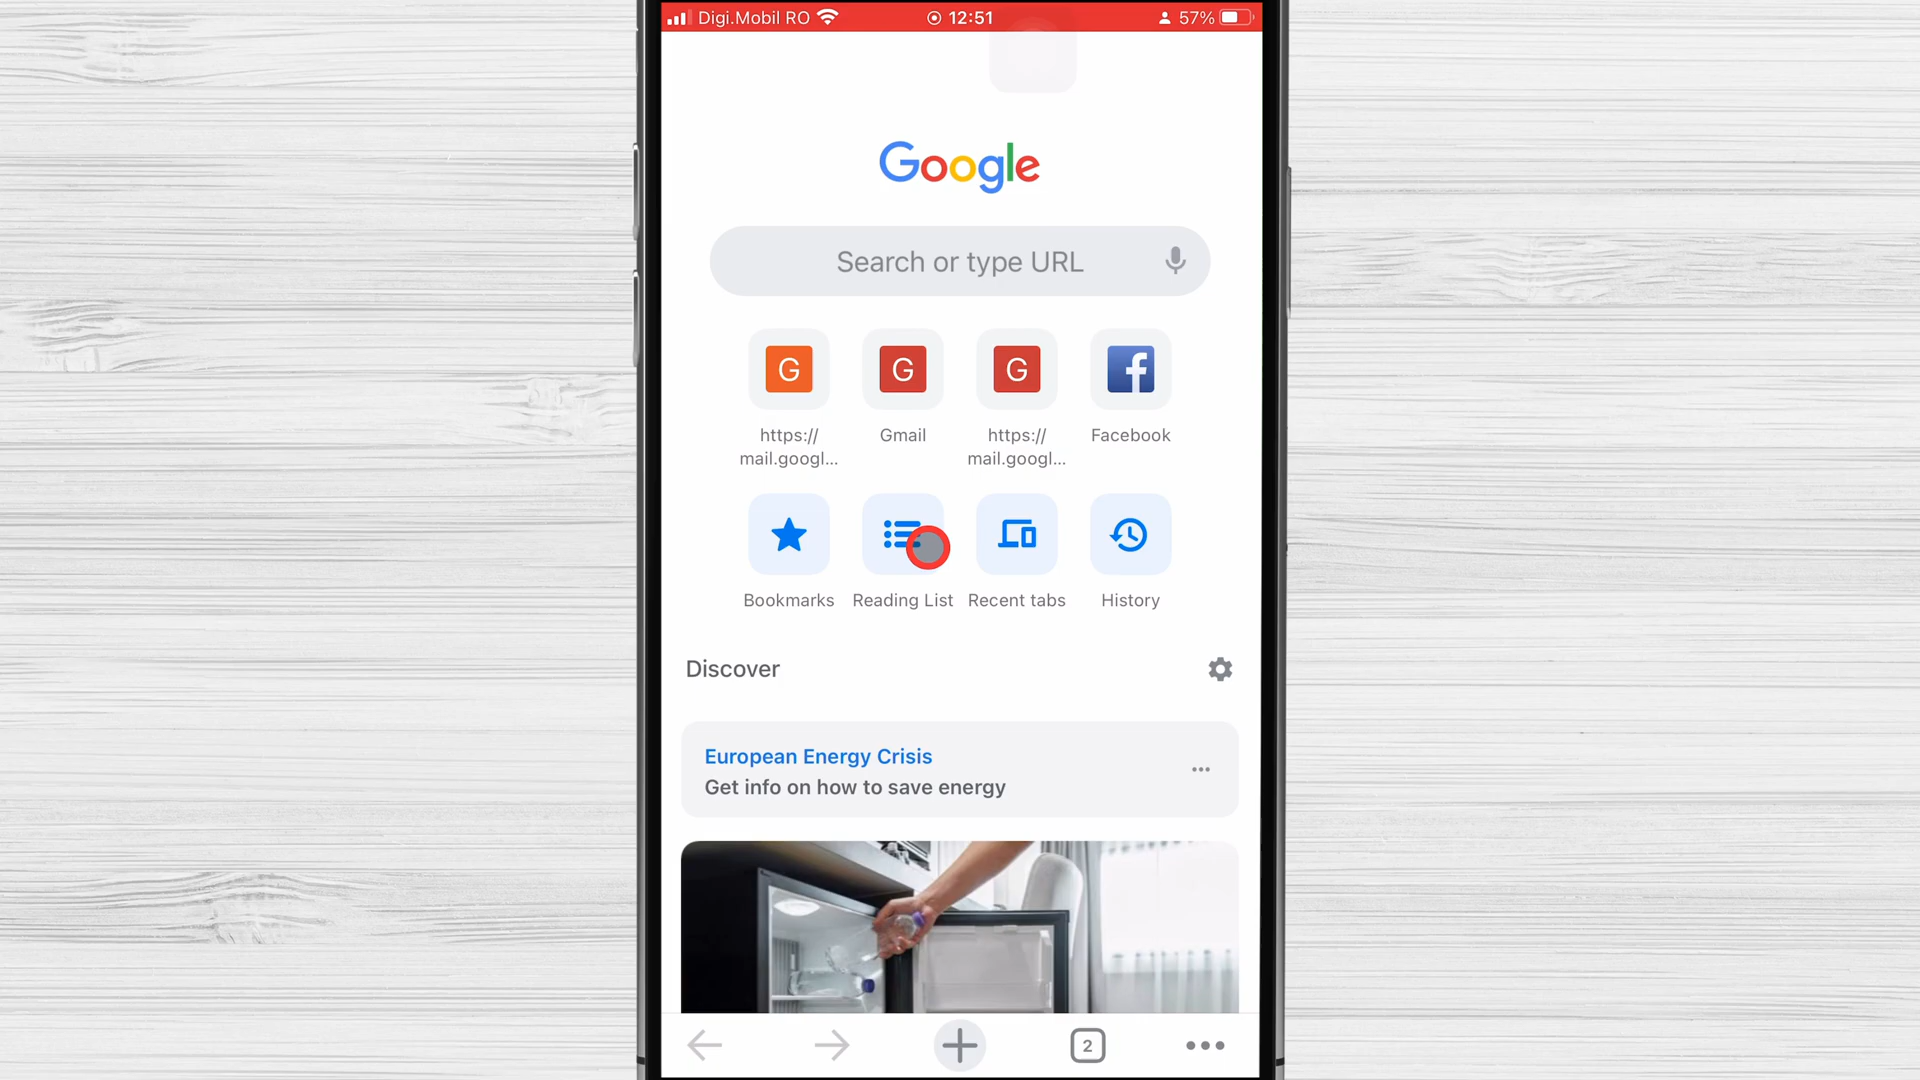 Digi.Mobil RO 12:51 57%
Google
Search or type URL
G G G f
https://
mail.googl...
Gmail
https://
mail.googl...
Facebook
Bookmarks Reading List Recent tabs History
Discover
European Energy Crisis
Get info on how to save energy
2